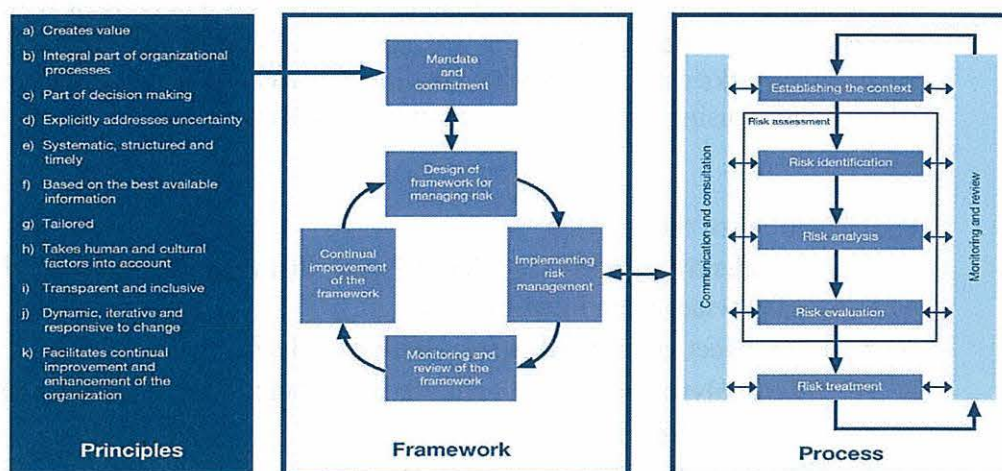 a) Creates value
b) Integral part of organizational
processes
c) Part of decision making
d) Explicitly addresses uncertainty
e) Systematic, structured and
timely
f) Based on the best available
information
g) Tailored
h) Takes human and cultural
factors into account
i) Transparent and inclusive
j) Dynamic, iterative and
responsive to change
k) Facilitates continual
improvement and
enhancement of the
organization
Principles
Mandate
and
commitment
Design of
framework for
managing risk
Continual
improvement
of the
framework
Implementing
risk
management
Monitoring and
review of the
framework
Framework
Communication and consultation
Establishing the context
Risk assessment
Risk identification
Risk analysis
Risk evaluation
Risk treatment
Monitoring and review
Process